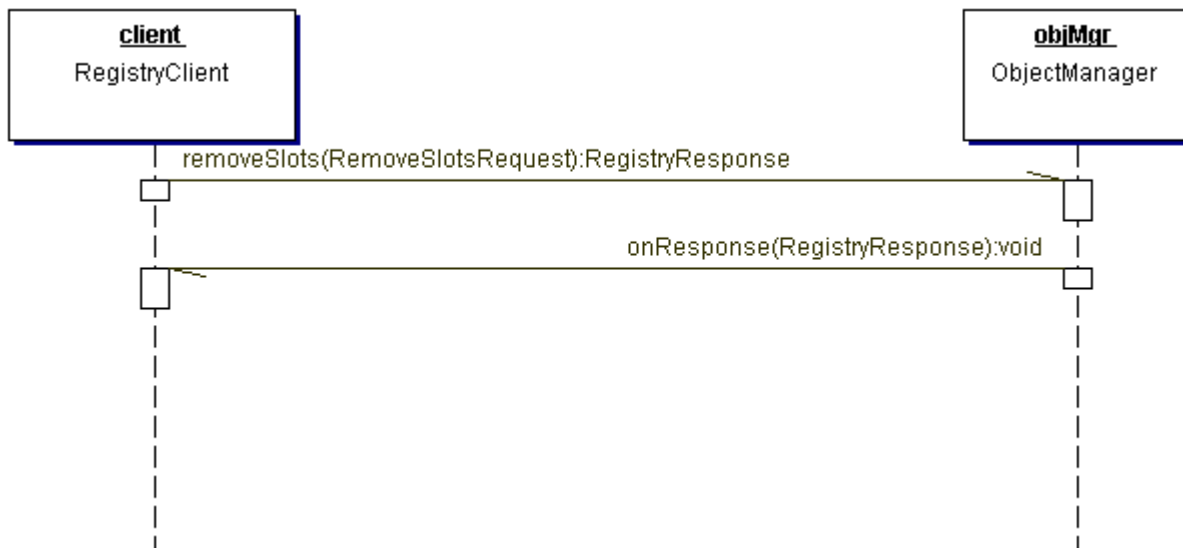 client
RegistryClient
objMgr
ObjectManager
removeSlots(RemoveSlotsRequest):RegistryResponse
onResponse(RegistryResponse):void